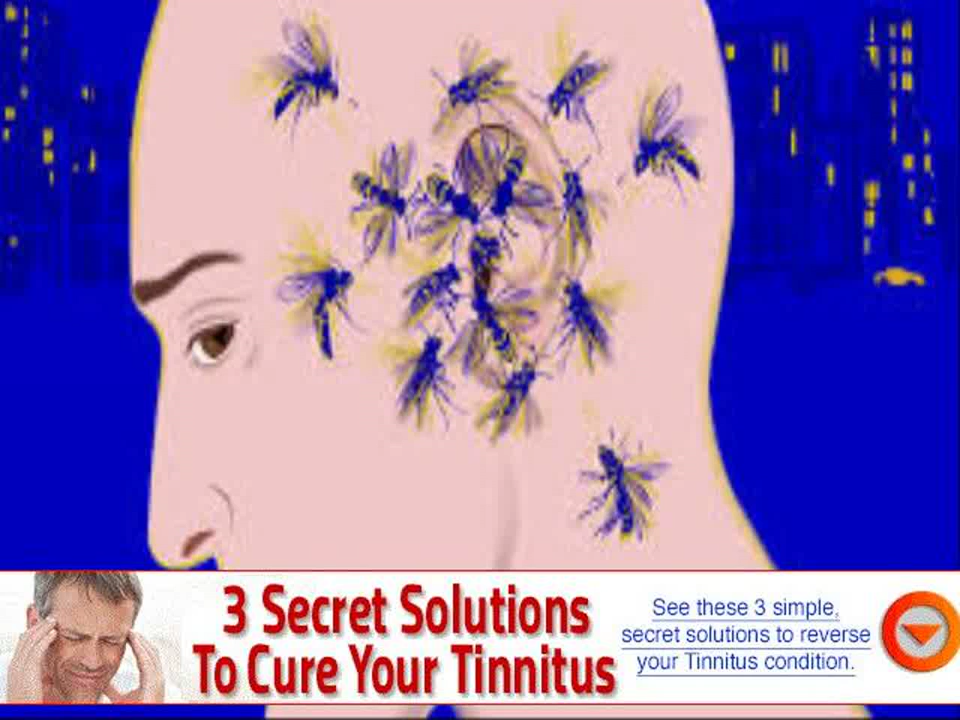 3 Secret Solutions
To Cure Your Tinnitus
See these 3 simple,
secret solutions to reverse
your Tinnitus condition.